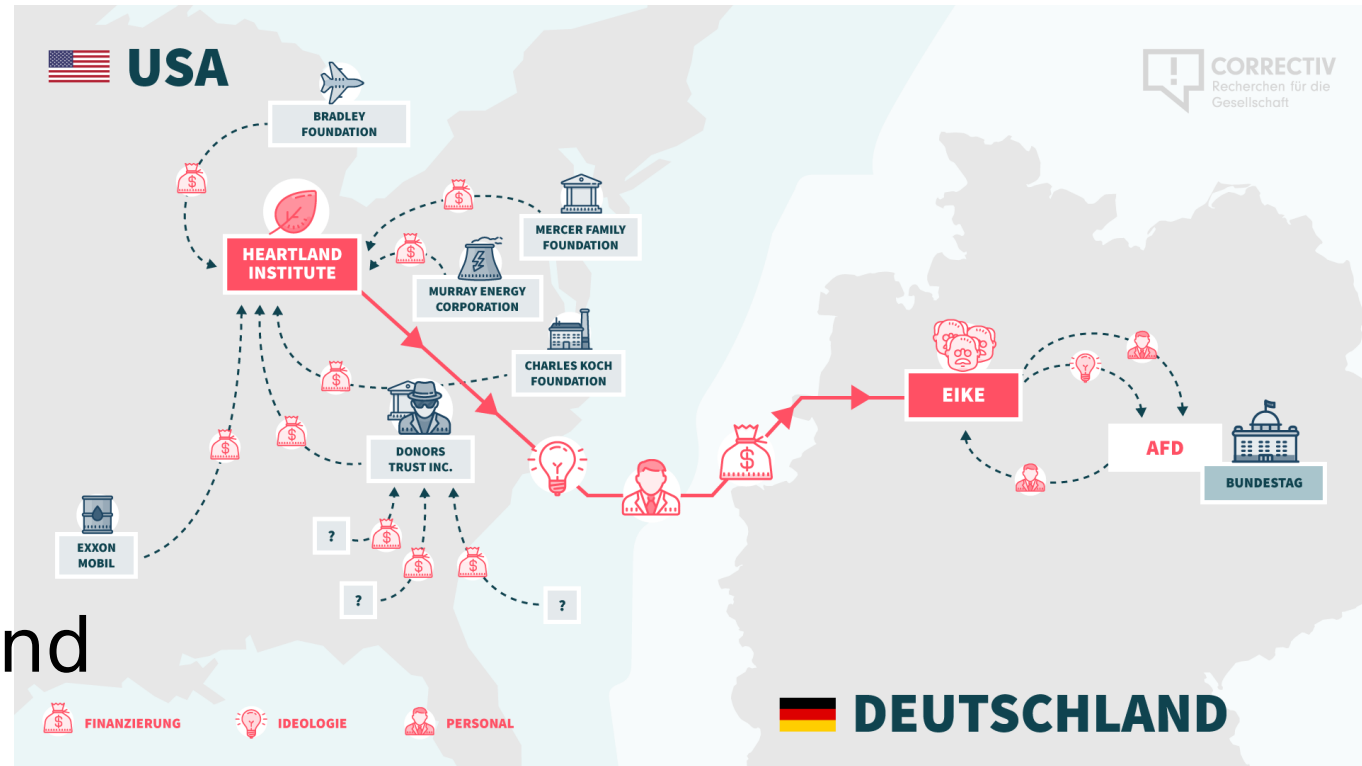 USA
CORRECTIV
Recherchen für die
Gesellschaft
BRADLEY
FOUNDATION
HEARTLAND
INSTITUTE
MERCER FAMILY
FOUNDATION
MURRAY ENERGY
CORPORATION
CHARLES KOCH
FOUNDATION
EIKE
AFD
BUNDESTAG
DONORS
TRUST INC.
EXXON
MOBIL
?
?
?
nd
FINANZIERUNG
IDEOLOGIE
PERSONAL
DEUTSCHLAND